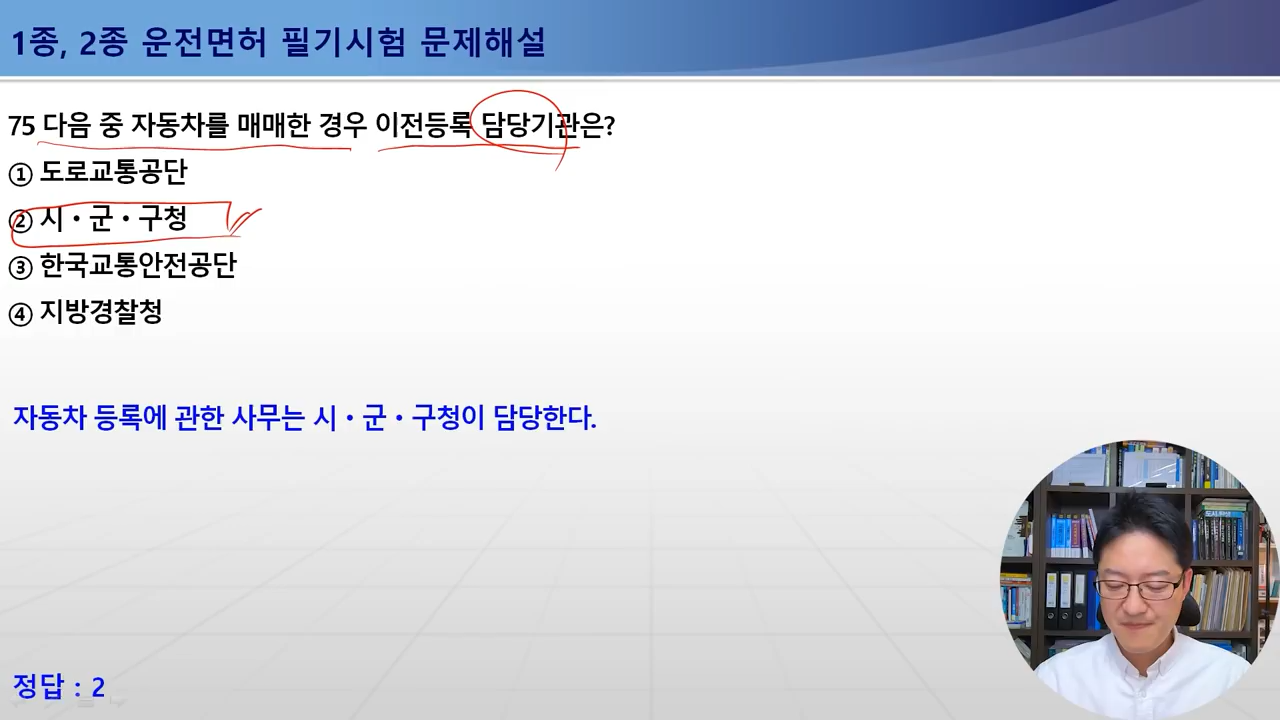 1종, 2종 운전면허 필기시험 문제해설
75 다음 중 자동차를 매매한 경우 이전등록 담당기관은?
① 도로교통공단
② 시・군・구청
③ 한국교통안전공단
④ 지방경찰청
자동차 등록에 관한 사무는 시・군・구청이 담당한다.
정답 : 2